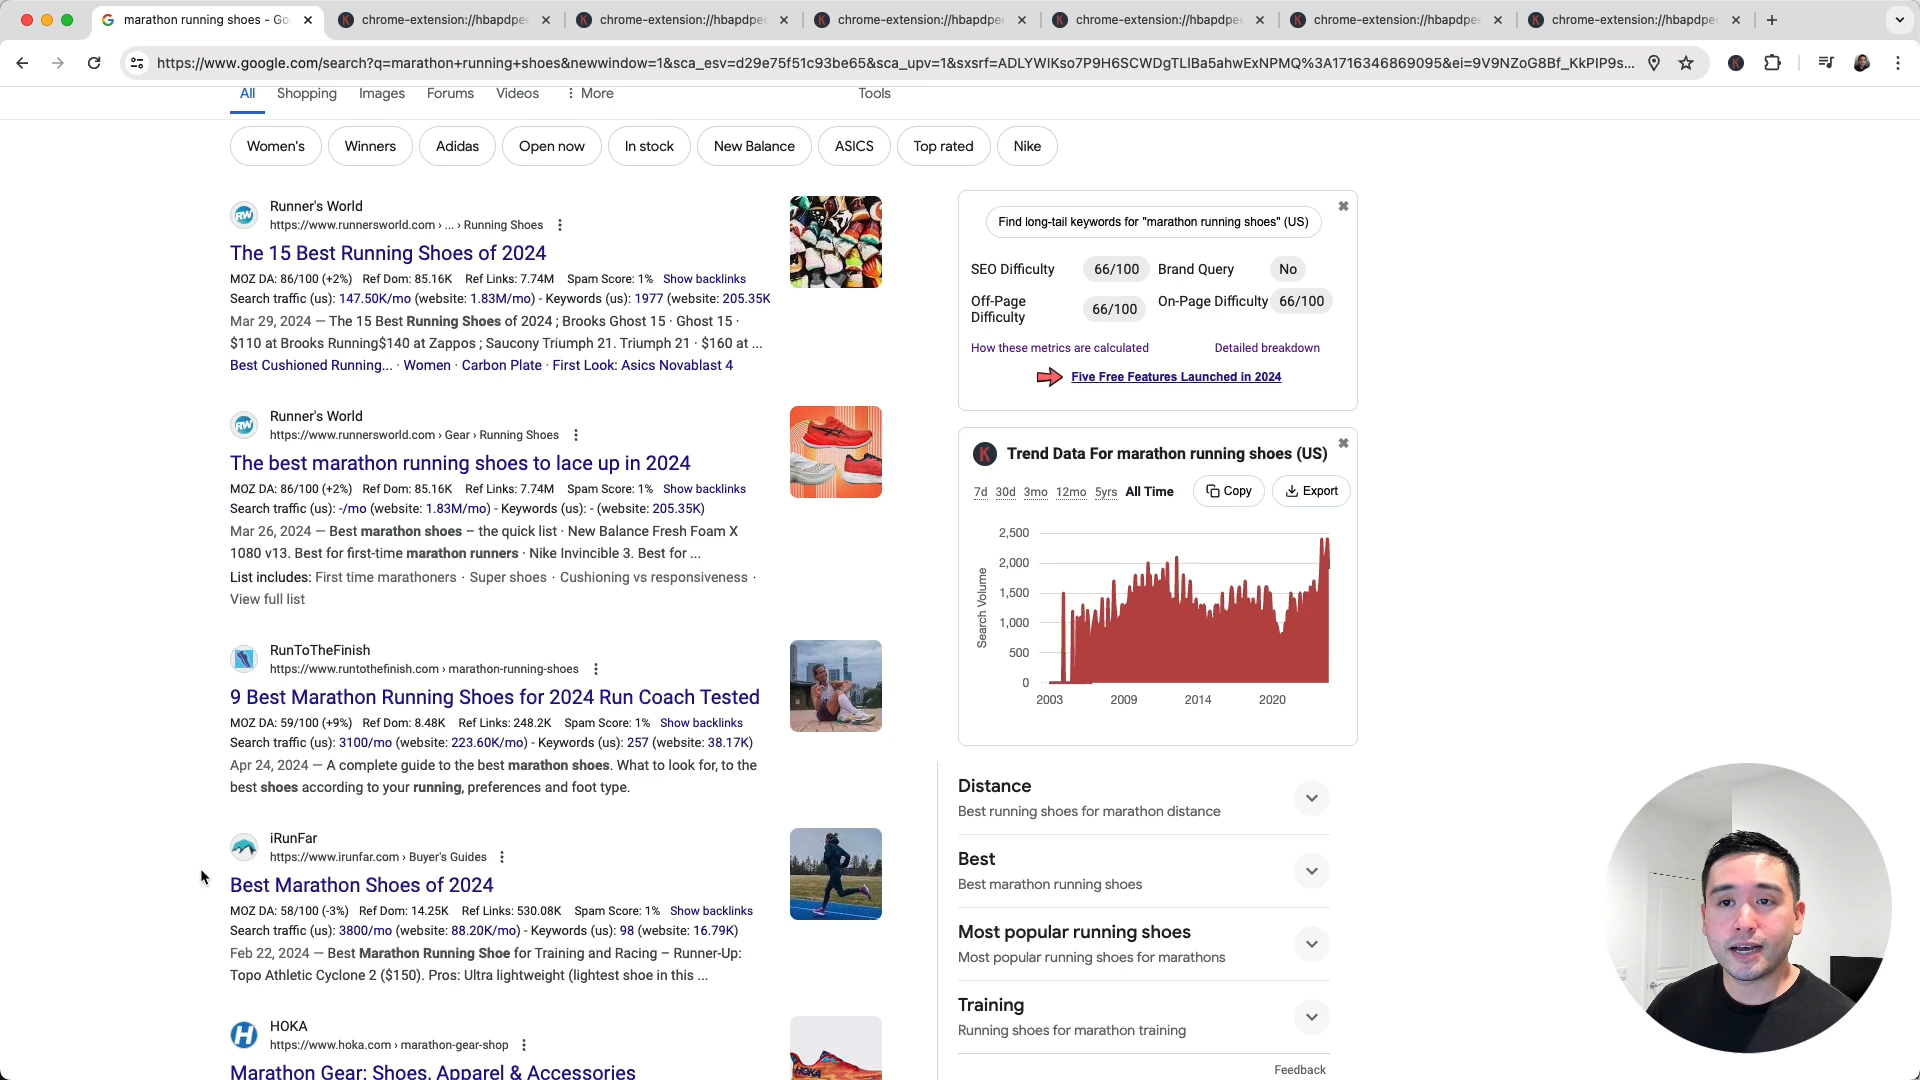 marathon running shoes - Go
chrome-extension://hbapdpe
chrome-extension://hbapdpe
chrome-extension://hbapdpe
chrome-extension://hbapdpe
chrome-extension://hbapdpe
chrome-extension://hbapdpe
https://www.google.com/search?q=marathon+running+shoes&newwindow=1&sca_esv=d29e75f51c93be65&sca_upv=1&sxsrf=ADLYWIKso7P9H6SCWDgTLlBa5ahwExNPMQ%3A1716346869095&ei=9V9NZoG8Bf_KkPIP9s...
All Shopping Images Forums Videos More Tools
Women's Winners Adidas Open now In stock New Balance ASICS Top rated Nike
Runner's World
https://www.runnersworld.com › ... › Running Shoes
The 15 Best Running Shoes of 2024
MOZ DA: 86/100 (+2%) Ref Dom: 85.16K Ref Links: 7.74M Spam Score: 1% Show backlinks
Search traffic (us): 147.50K/mo (website: 1.83M/mo) - Keywords (us): 1977 (website: 205.35K
Mar 29, 2024 — The 15 Best Running Shoes of 2024 ; Brooks Ghost 15 · Ghost 15 ·
$110 at Brooks Running$140 at Zappos ; Saucony Triumph 21. Triumph 21 · $160 at ...
Best Cushioned Running... · Women · Carbon Plate · First Look: Asics Novablast 4
Runner's World
https://www.runnersworld.com › Gear › Running Shoes
The best marathon running shoes to lace up in 2024
MOZ DA: 86/100 (+2%) Ref Dom: 85.16K Ref Links: 7.74M Spam Score: 1% Show backlinks
Search traffic (us): -/mo (website: 1.83M/mo) - Keywords (us): - (website: 205.35K)
Mar 26, 2024 — Best marathon shoes – the quick list · New Balance Fresh Foam X
1080 v13. Best for first-time marathon runners · Nike Invincible 3. Best for ...
List includes: First time marathoners · Super shoes · Cushioning vs responsiveness ·
View full list
RunToTheFinish
https://www.runtothefinish.com › marathon-running-shoes
9 Best Marathon Running Shoes for 2024 Run Coach Tested
MOZ DA: 59/100 (+9%) Ref Dom: 8.48K Ref Links: 248.2K Spam Score: 1% Show backlinks
Search traffic (us): 3100/mo (website: 223.60K/mo) - Keywords (us): 257 (website: 38.17K)
Apr 24, 2024 — A complete guide to the best marathon shoes. What to look for, to the
best shoes according to your running, preferences and foot type.
iRunFar
https://www.irunfar.com › Buyer's Guides
Best Marathon Shoes of 2024
MOZ DA: 58/100 (-3%) Ref Dom: 14.25K Ref Links: 530.08K Spam Score: 1% Show backlinks
Search traffic (us): 3800/mo (website: 88.20K/mo) - Keywords (us): 98 (website: 16.79K)
Feb 22, 2024 — Best Marathon Running Shoe for Training and Racing – Runner-Up:
Topo Athletic Cyclone 2 ($150). Pros: Ultra lightweight (lightest shoe in this ...
HOKA
https://www.hoka.com › marathon-gear-shop
Marathon Gear: Shoes, Apparel & Accessories
HOKA
Find long-tail keywords for "marathon running shoes" (US)
SEO Difficulty 66/100 Brand Query No
Off-Page Difficulty 66/100 On-Page Difficulty 66/100
How these metrics are calculated Detailed breakdown
Five Free Features Launched in 2024
K Trend Data For marathon running shoes (US)
7d 30d 3mo 12mo 5yrs All Time Copy Export
Search Volume
2,500
2,000
1,500
1,000
500
0
2003 2009 2014 2020
Distance
Best running shoes for marathon distance
Best
Best marathon running shoes
Most popular running shoes
Most popular running shoes for marathons
Training
Running shoes for marathon training
Feedback